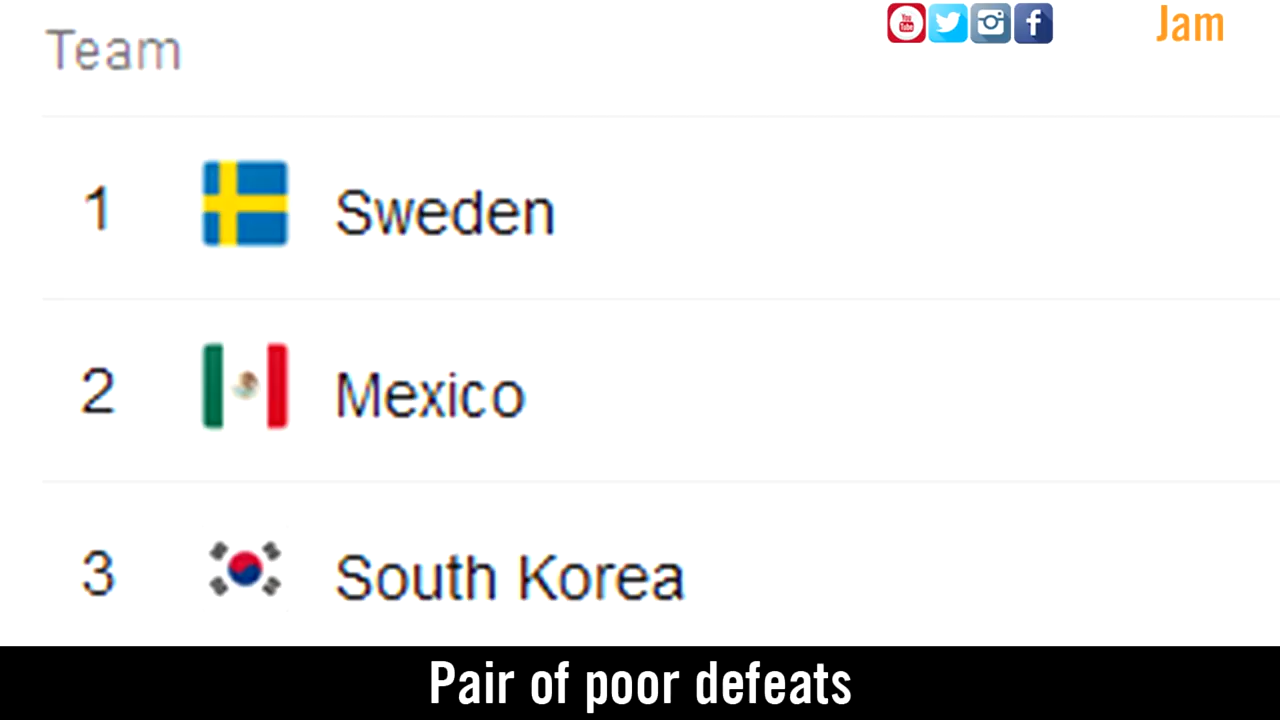 Jam
Team
1 Sweden
2 Mexico
3 South Korea
Pair of poor defeats